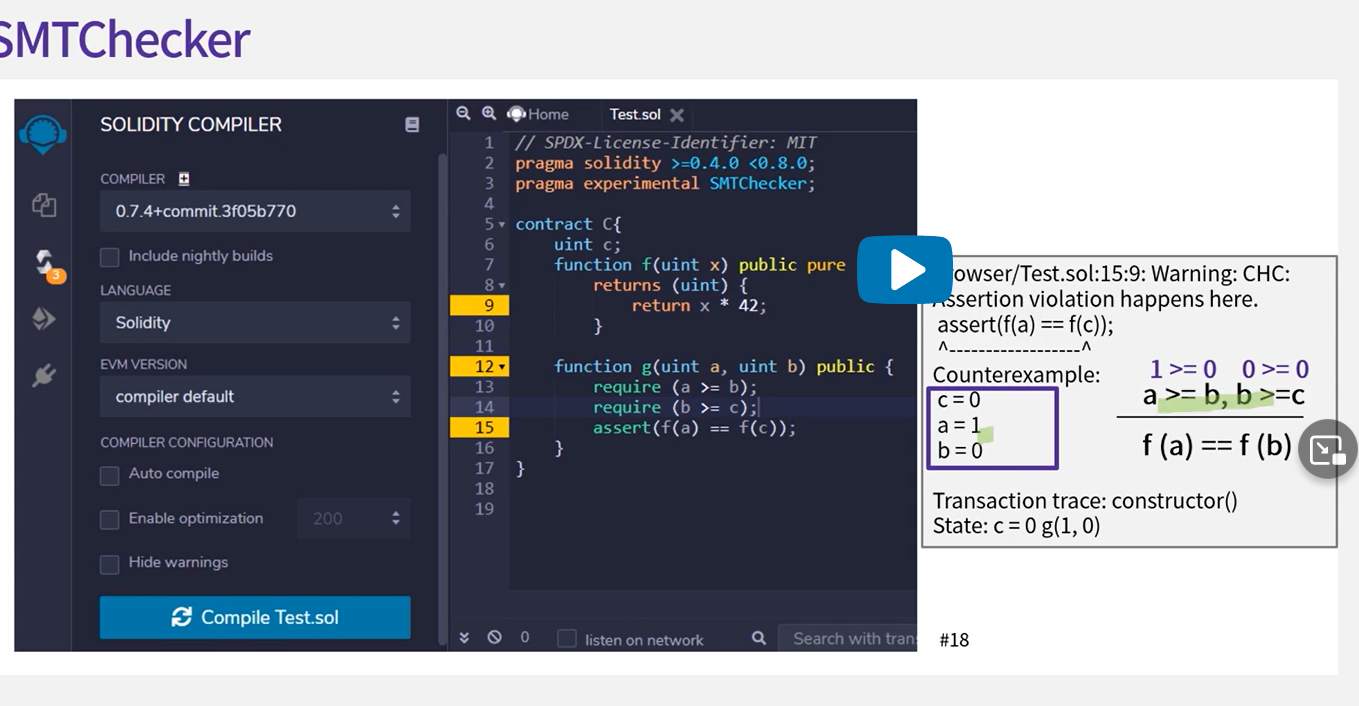 SMTChecker
SOLIDITY COMPILER
COMPILER
0.7.4+commit.3f05b770
Include nightly builds
LANGUAGE
Solidity
EVM VERSION
compiler default
COMPILER CONFIGURATION
Auto compile
Enable optimization 200
Hide warnings
Compile Test.sol
3
Home Test.sol
1 // SPDX-License-Identifier: MIT
2 pragma solidity >=0.4.0 <0.8.0;
3 pragma experimental SMTChecker;
4
5 contract C{
6 uint c;
7 function f(uint x) public pure
8 returns (uint) {
9 return x * 42;
10 }
11
12 function g(uint a, uint b) public {
13 require (a >= b);
14 require (b >= c);
15 assert(f(a) == f(c));
16 }
17 }
18
19
0 listen on network Search with tran
owser/Test.sol:15:9: Warning: CHC:
Assertion violation happens here.
assert(f(a) == f(c));
^------------------^
Counterexample:
c = 0
a = 1
b = 0
1 >= 0 0 >= 0
a >= b, b >=c
f (a) == f (b)
Transaction trace: constructor()
State: c = 0 g(1, 0)
#18